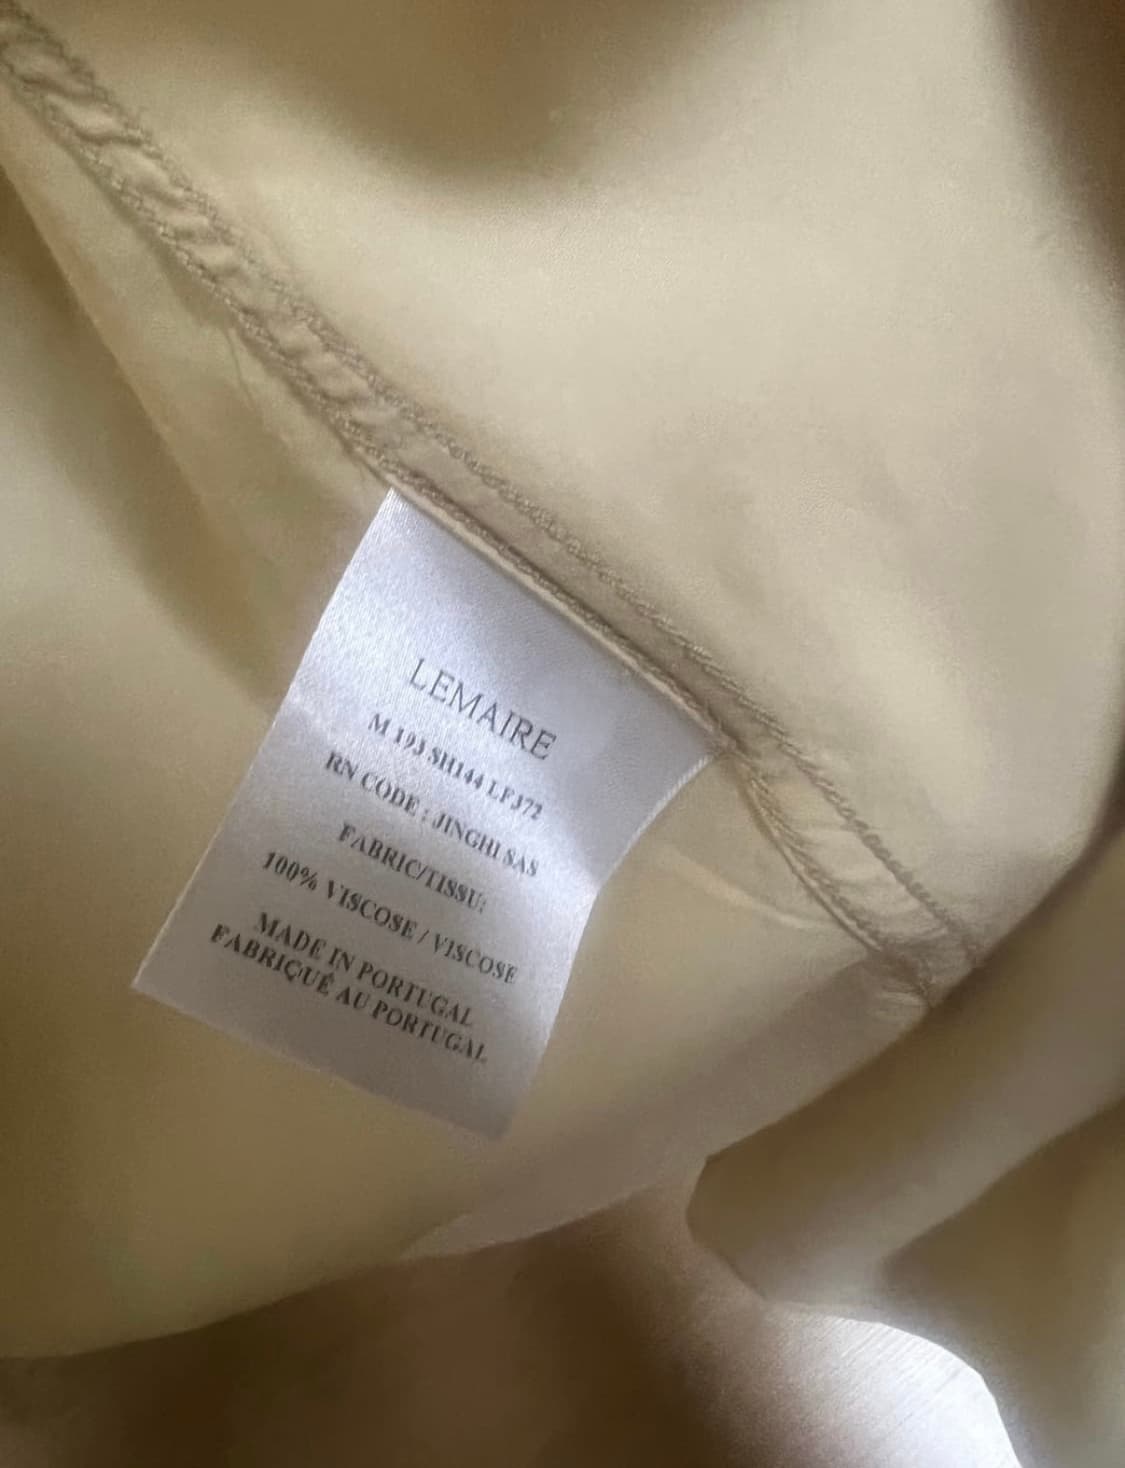 LEMAIRE
M 193 SH144 LF372
RN CODE : JINGHI SAS
FABRIC/TISSU:
100% VISCOSE / VISCOSE
MADE IN PORTUGAL
FABRIQUÉ AU PORTUGAL